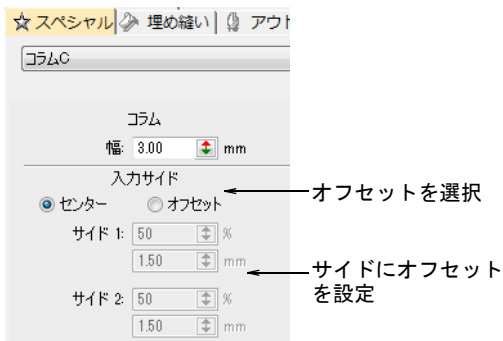 スペシャル 埋め縫い アウト
コラムC
コラム
幅: 3.00 mm
入力サイド
センター オフセット
オフセットを選択
サイド 1: 50 %
1.50 mm
サイドにオフセット
を設定
サイド 2: 50 %
1.50 mm